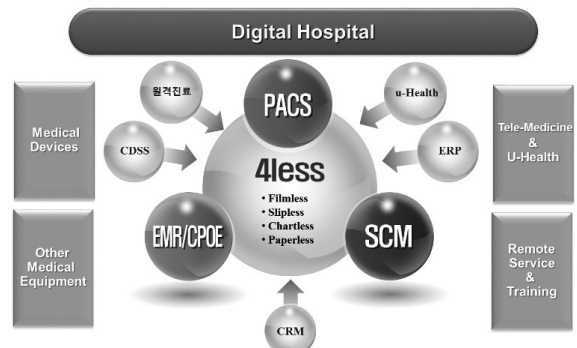 Digital Hospital
원격진료
PACS
u-Health
Medical
Devices
CDSS
4less
• Filmless
• Slipless
• Chartless
• Paperless
ERP
Tele-Medicine
&
U-Health
Other
Medical
Equipment
EMR/CPOE
SCM
Remote
Service
&
Training
CRM